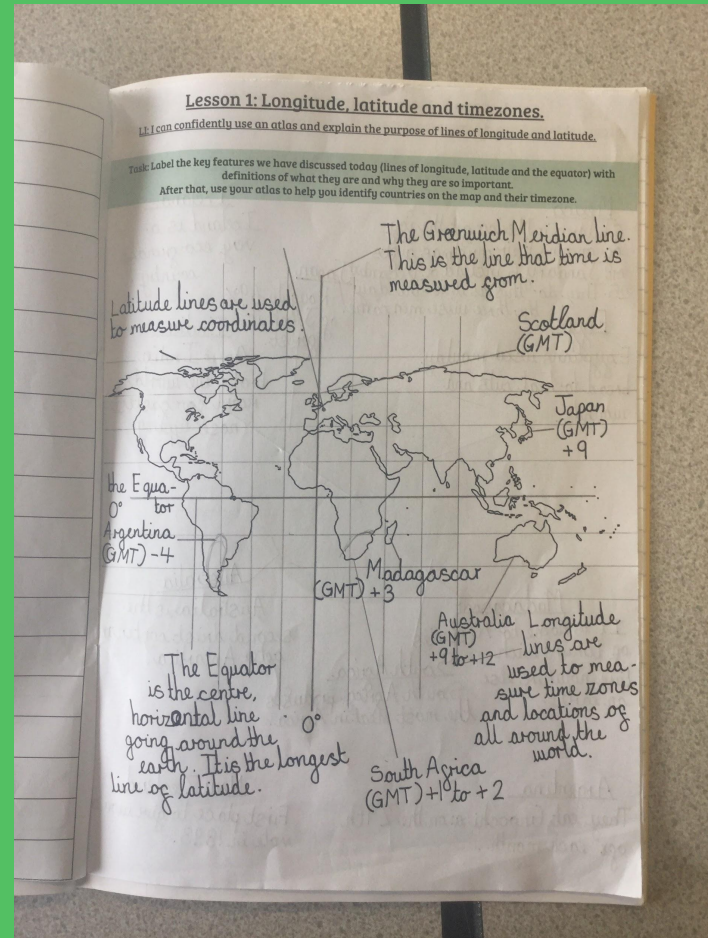 Lesson 1: Longitude, latitude and timezones.
LI: I can confidently use an atlas and explain the purpose of lines of longitude and latitude.
Task: Label the key features we have discussed today (lines of longitude, latitude and the equator) with
definitions of what they are and why they are so important.
After that, use your atlas to help you identify countries on the map and their timezone.
The Greenwich Meridian line.
This is the line that time is
measured from.
Latitude lines are used
to measure coordinates.
Scotland
(GMT)
Japan
(GMT)
+9
the Equa-
0° tor
Argentina
(GMT) -4
Madagascar
(GMT) +3
Australia
(GMT)
+9 to +12
Longitude
lines are
used to mea-
sure time zones
and locations of
all around the
world.
The Equator
is the centre,
horizontal line
going around the
earth. It is the longest
line of latitude.
0°
South Africa
(GMT) +1 to +2